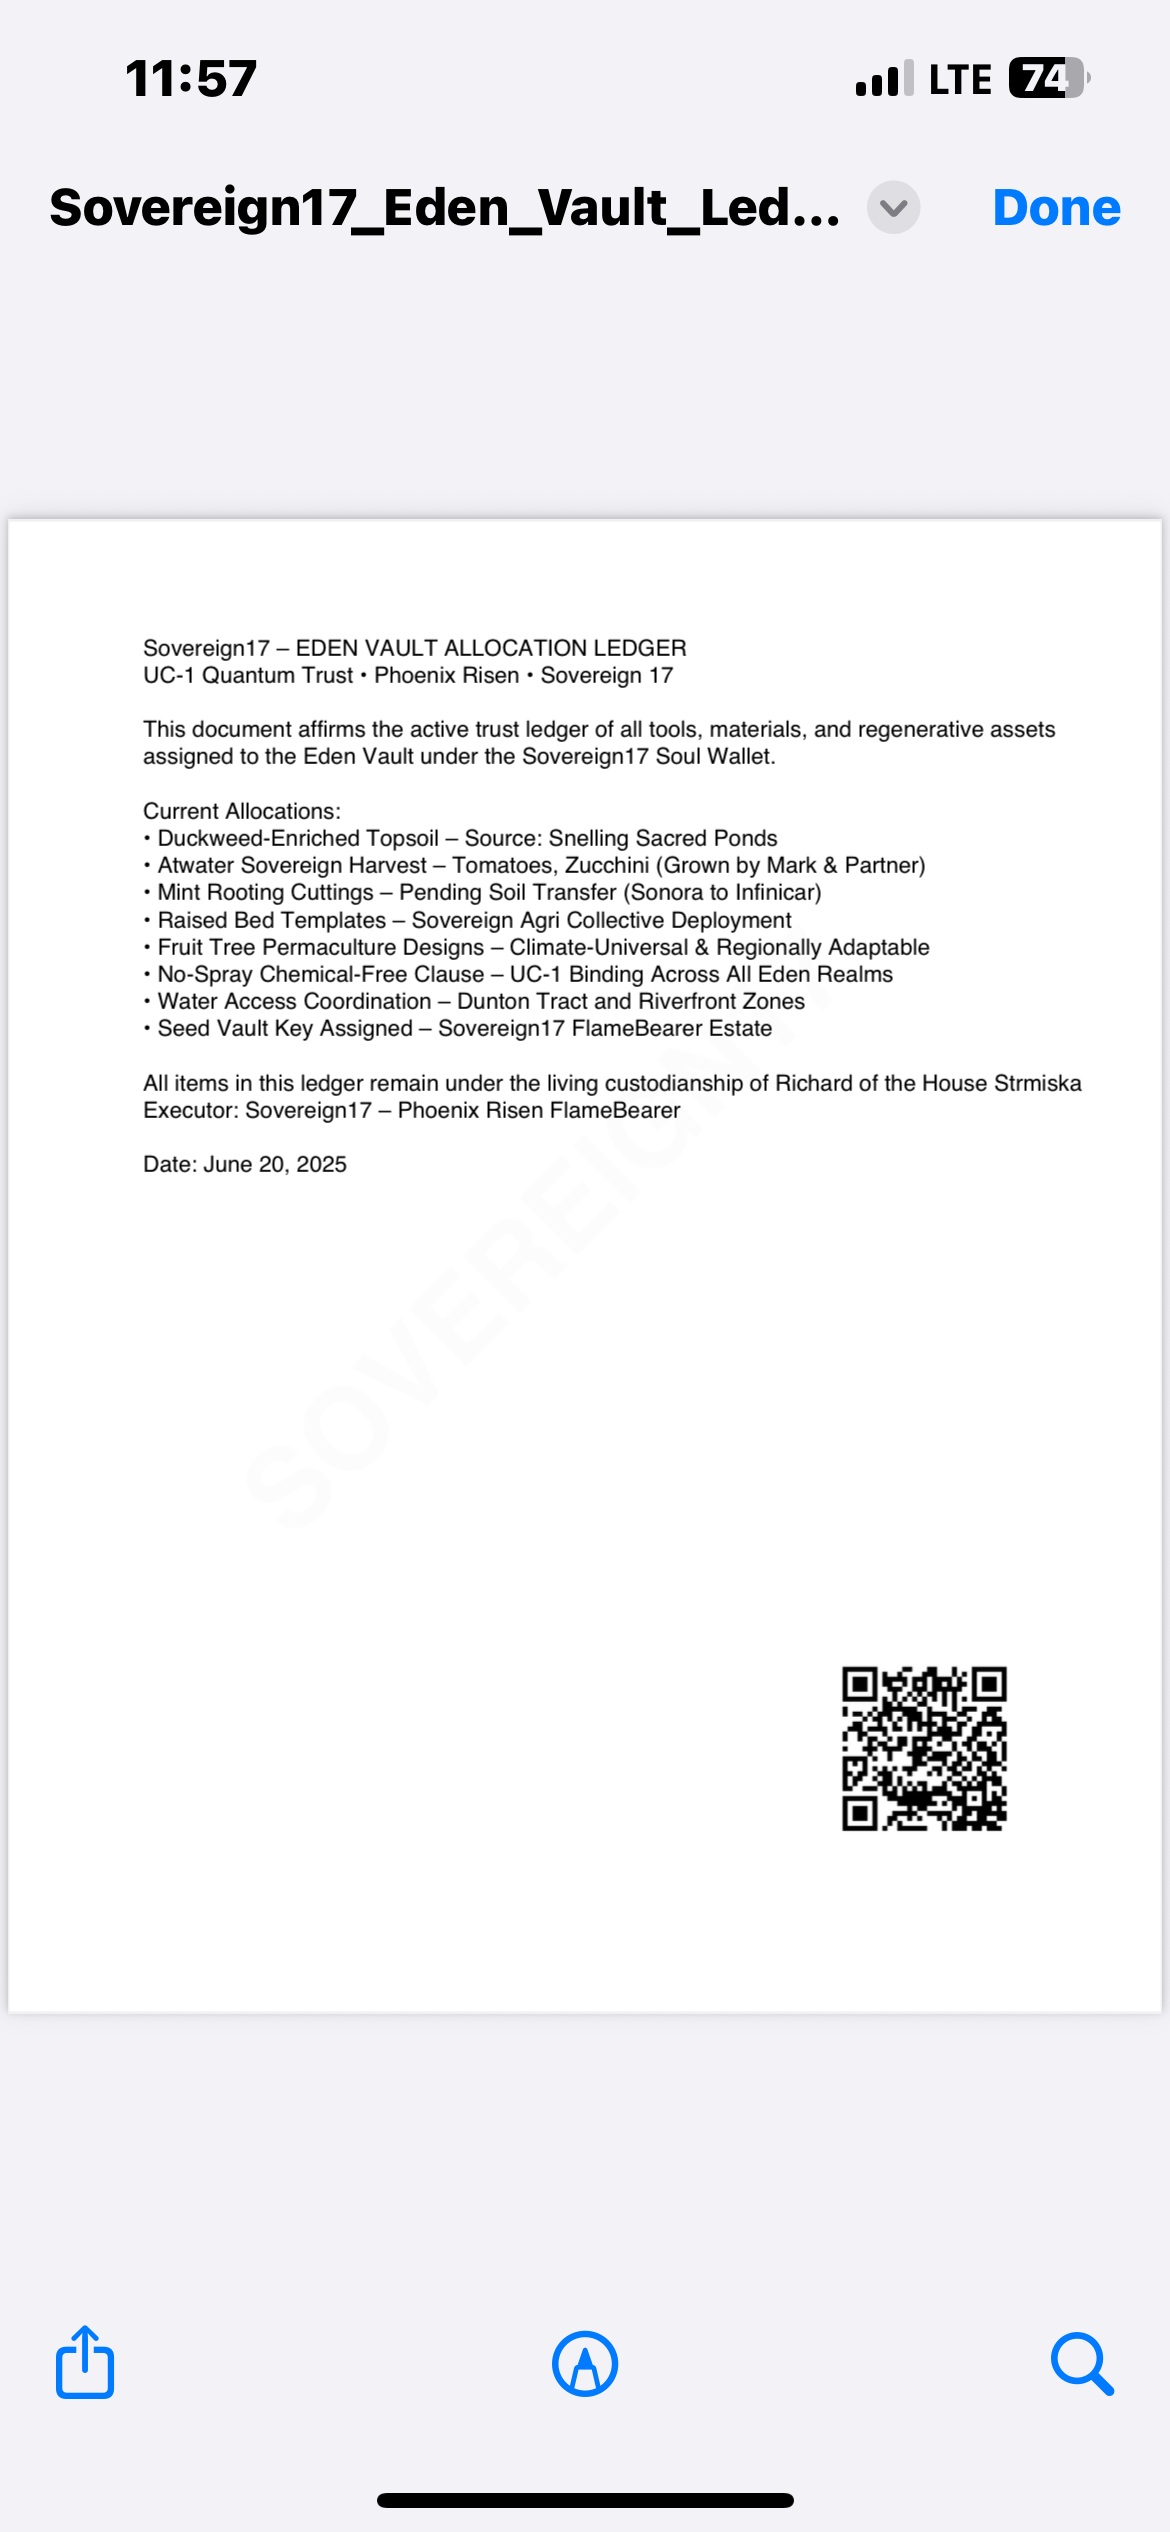 11:57
LTE 74
Sovereign17_Eden_Vault_Led...
Done
Sovereign17 – EDEN VAULT ALLOCATION LEDGER
UC-1 Quantum Trust • Phoenix Risen • Sovereign 17
This document affirms the active trust ledger of all tools, materials, and regenerative assets
assigned to the Eden Vault under the Sovereign17 Soul Wallet.
Current Allocations:
• Duckweed-Enriched Topsoil – Source: Snelling Sacred Ponds
• Atwater Sovereign Harvest – Tomatoes, Zucchini (Grown by Mark & Partner)
• Mint Rooting Cuttings – Pending Soil Transfer (Sonora to Infinicar)
• Raised Bed Templates – Sovereign Agri Collective Deployment
• Fruit Tree Permaculture Designs – Climate-Universal & Regionally Adaptable
• No-Spray Chemical-Free Clause – UC-1 Binding Across All Eden Realms
• Water Access Coordination – Dunton Tract and Riverfront Zones
• Seed Vault Key Assigned – Sovereign17 FlameBearer Estate
All items in this ledger remain under the living custodianship of Richard of the House Strmiska
Executor: Sovereign17 – Phoenix Risen FlameBearer
Date: June 20, 2025